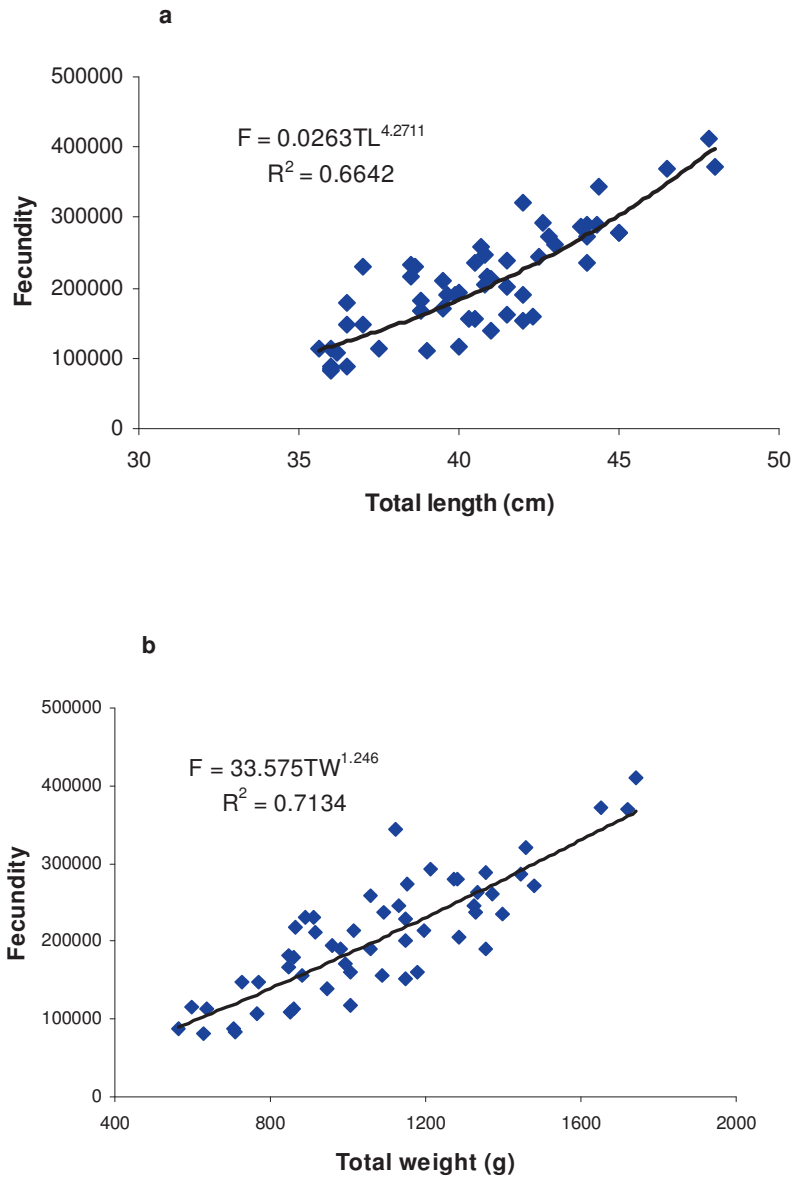 a
500000
400000
300000
200000
100000
0
F = 0.0263TL^4.2711
R² = 0.6642
Fecundity
30 35 40 45 50
Total length (cm)
b
500000
400000
300000
200000
100000
0
F = 33.575TW^1.246
R² = 0.7134
Fecundity
400 800 1200 1600 2000
Total weight (g)